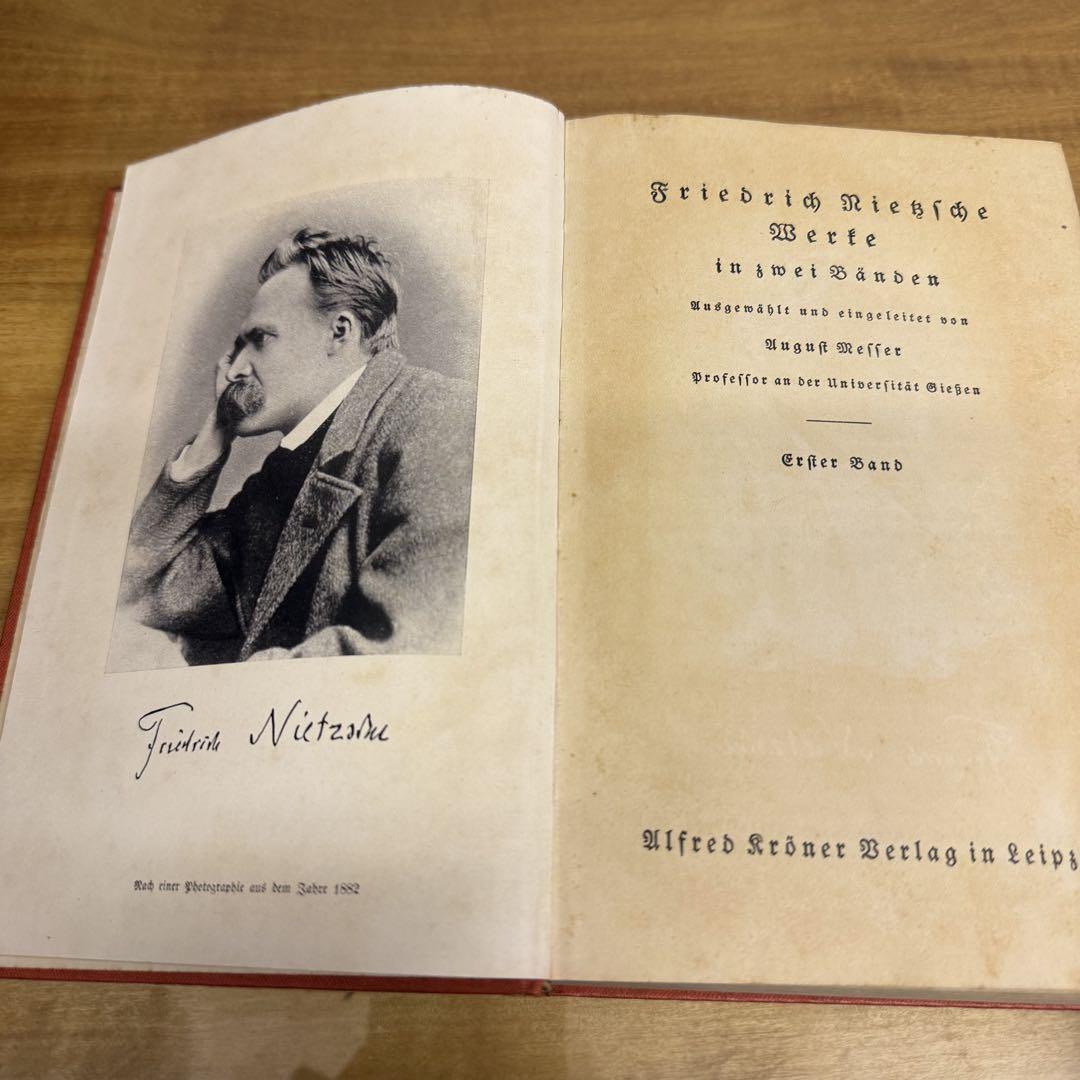 Friedrich Nietzsche
Nach einer Photographie aus dem Jahre 1882
Friedrich Nietzſche
Werke
in zwei Bänden
Ausgewählt und eingeleitet von
Auguſt Meſſer
Profeſſor an der Univerſität Gießen
Erſter Band
Alfred Kröner Verlag in Leipz